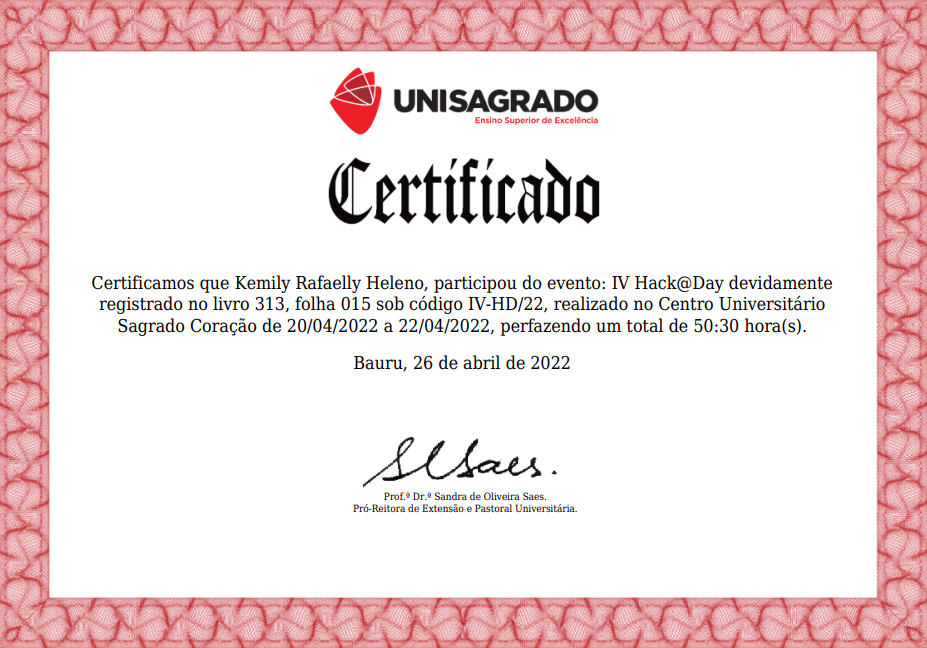 UNISAGRADO
Ensino Superior de Excelência
Certificado
Certificamos que Kemily Rafaelly Heleno, participou do evento: IV Hack@Day devidamente
registrado no livro 313, folha 015 sob código IV-HD/22, realizado no Centro Universitário
Sagrado Coração de 20/04/2022 a 22/04/2022, perfazendo um total de 50:30 hora(s).
Bauru, 26 de abril de 2022
SLSaes.
Prof.ª Dr.ª Sandra de Oliveira Saes.
Pró-Reitora de Extensão e Pastoral Universitária.